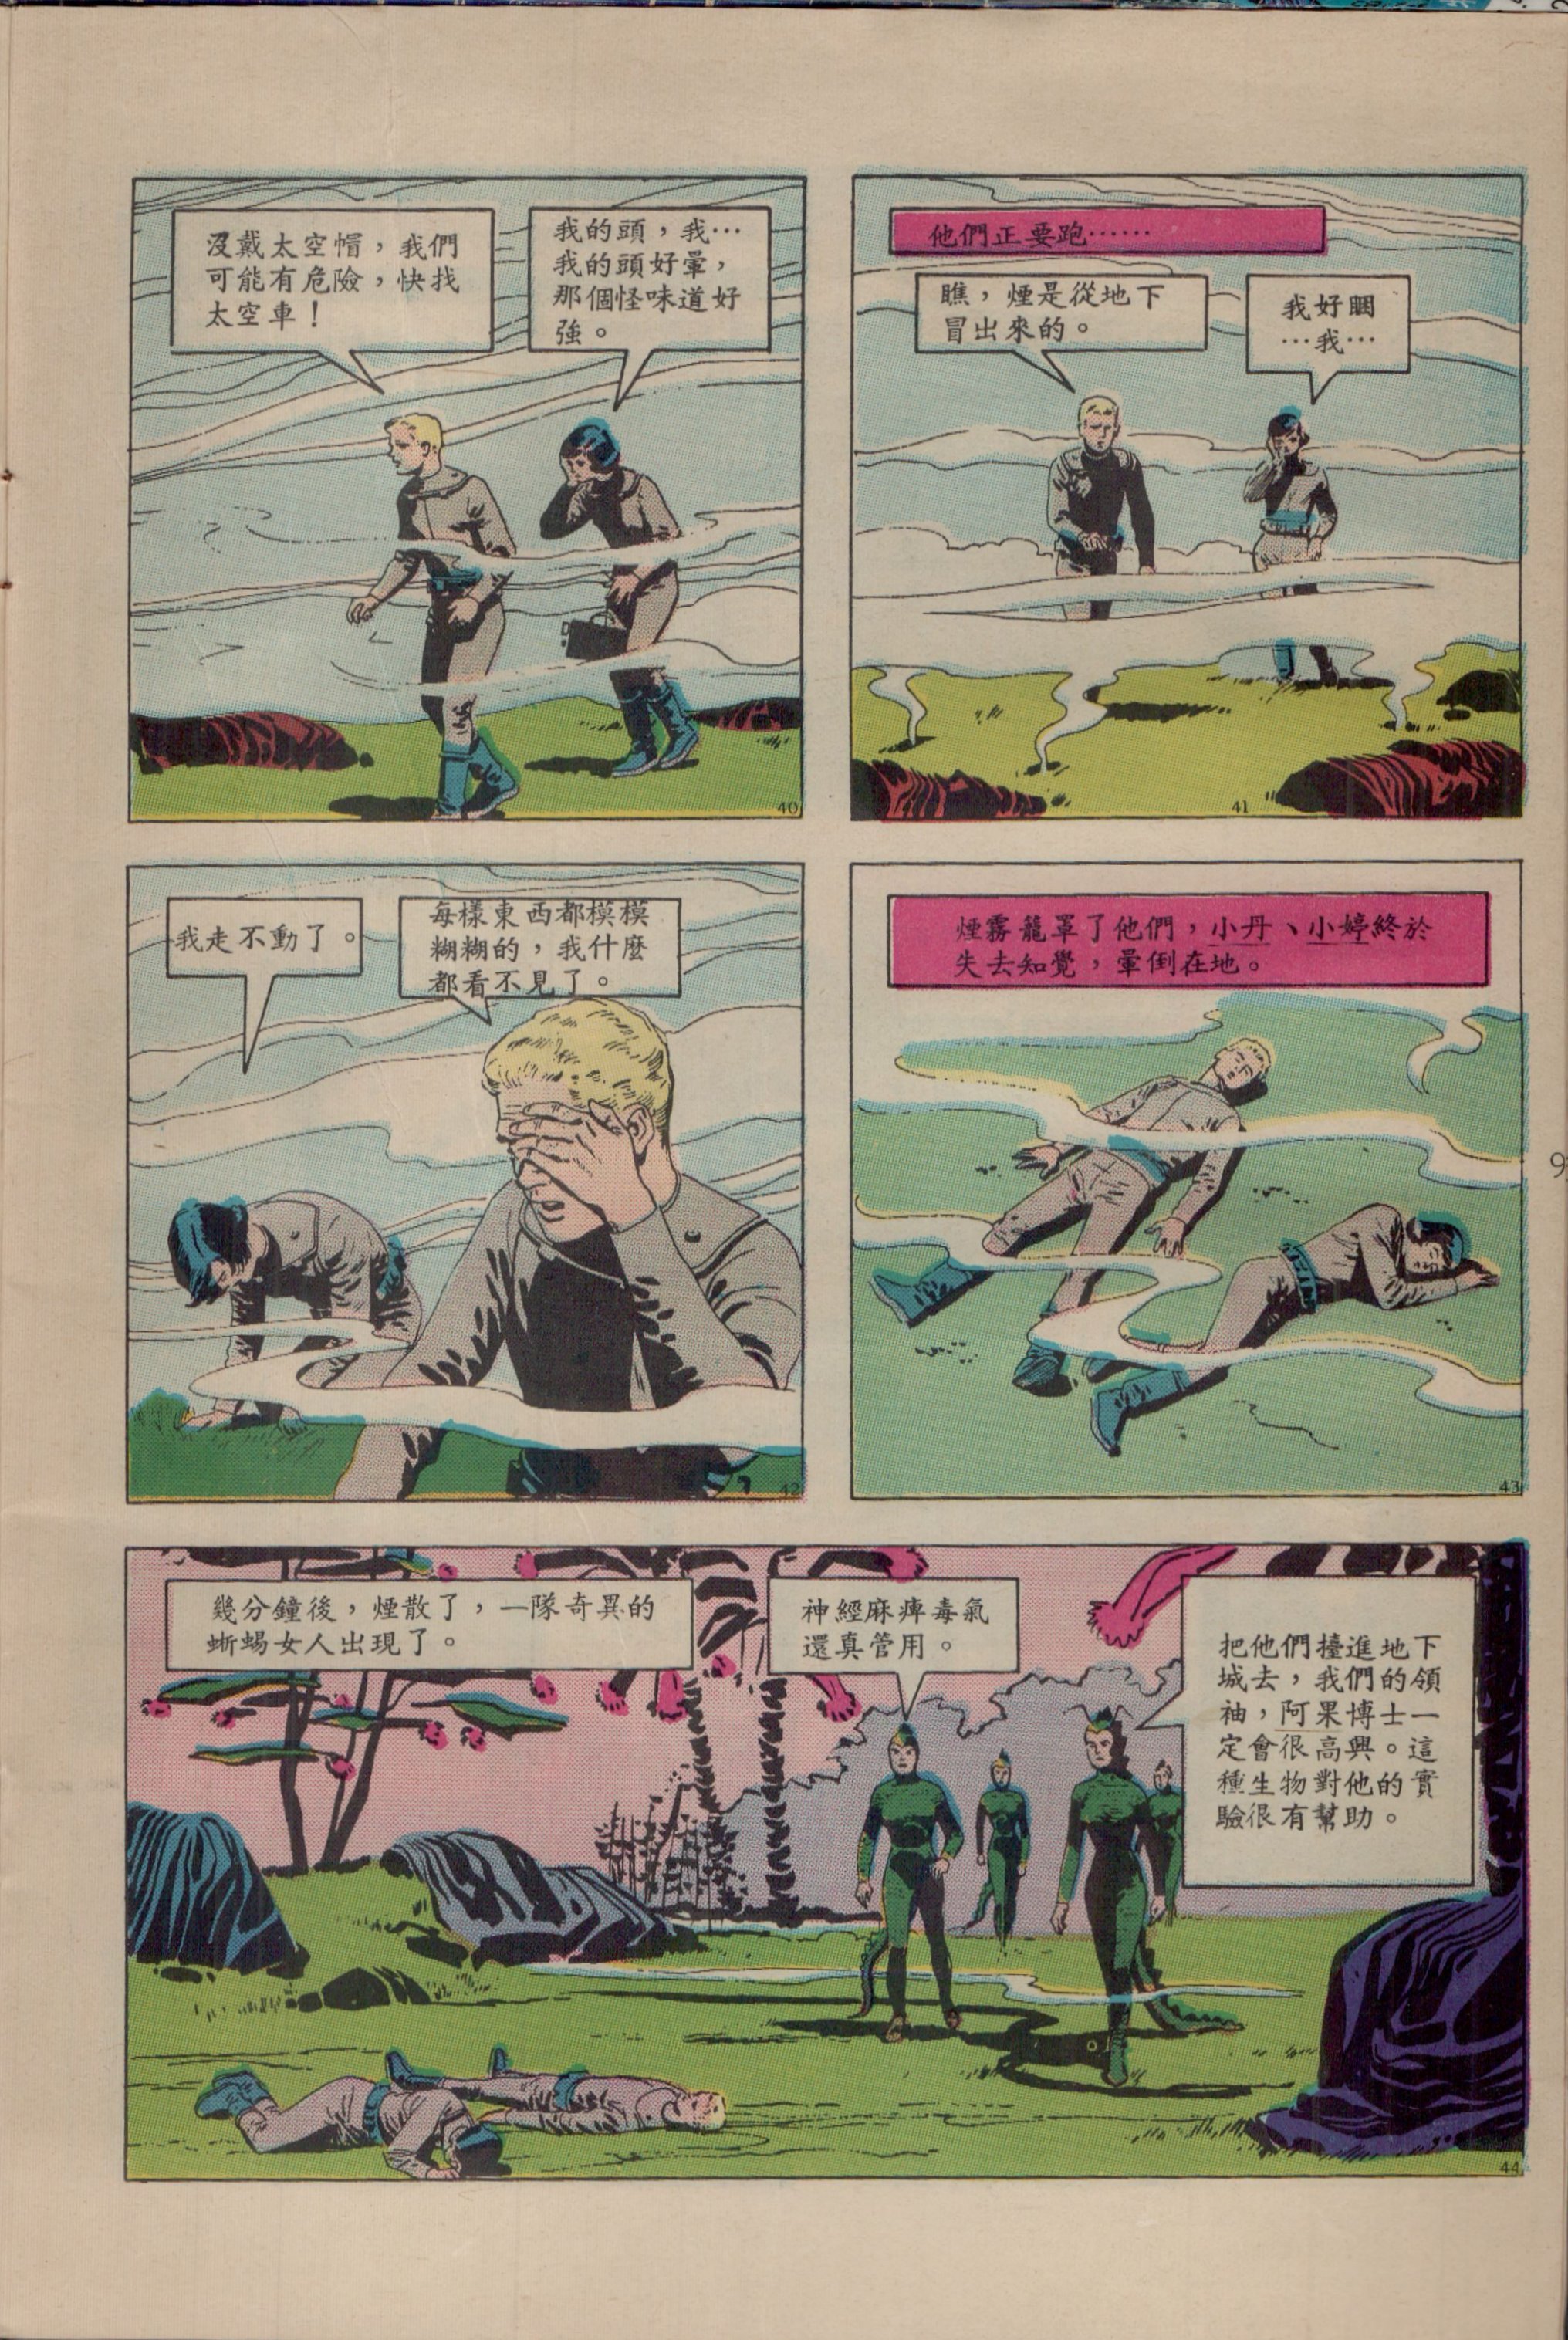 沒戴太空帽，我們
可能有危險，快找
太空車！
我的頭，我…
我的頭好暈，
那個怪味道好
強。
40
他們正要跑……
瞧，煙是從地下
冒出來的。
我好睏
…我…
41
我走不動了。
每樣東西都模模
糊糊的，我什麼
都看不見了。
42
煙霧籠罩了他們，小丹、小婷終於
失去知覺，暈倒在地。
43
9
幾分鐘後，煙散了，一隊奇異的
蜥蜴女人出現了。
神經麻痺毒氣
還真管用。
把他們擡進地下
城去，我們的領
袖，阿果博士一
定會很高興。這
種生物對他的實
驗很有幫助。
44